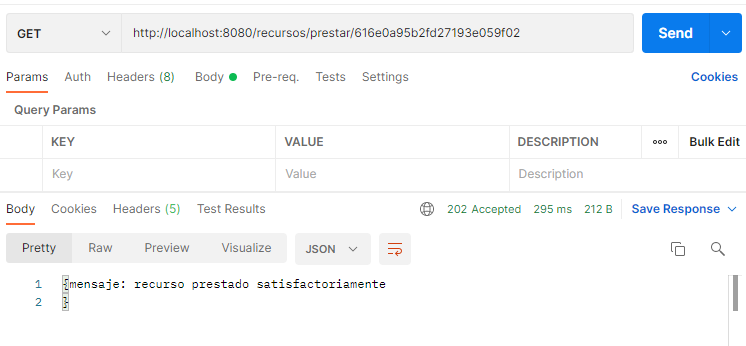 GET http://localhost:8080/recursos/prestar/616e0a95b2fd27193e059f02 Send
Params Auth Headers (8) Body Pre-req. Tests Settings Cookies
Query Params
KEY VALUE DESCRIPTION ooo Bulk Edit
Key Value Description
Body Cookies Headers (5) Test Results 202 Accepted 295 ms 212 B Save Response
Pretty Raw Preview Visualize JSON
1 {mensaje: recurso prestado satisfactoriamente
2 }